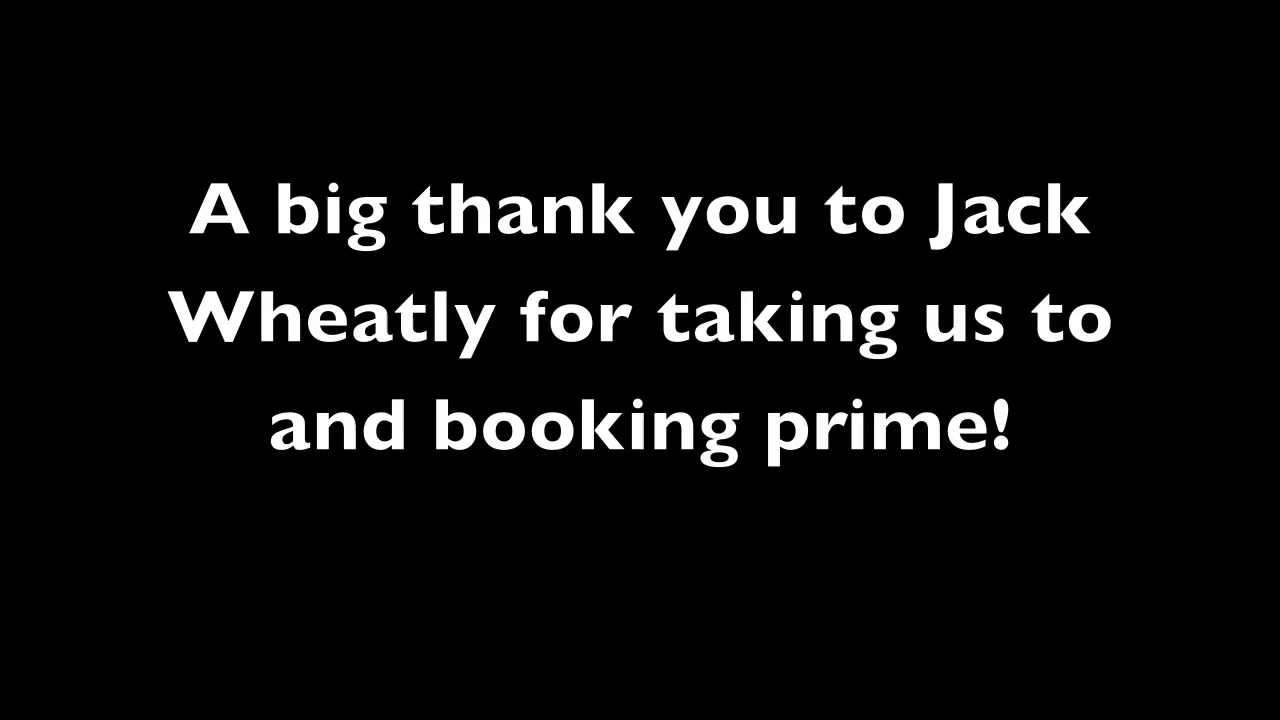 A big thank you to Jack
Wheatly for taking us to
and booking prime!